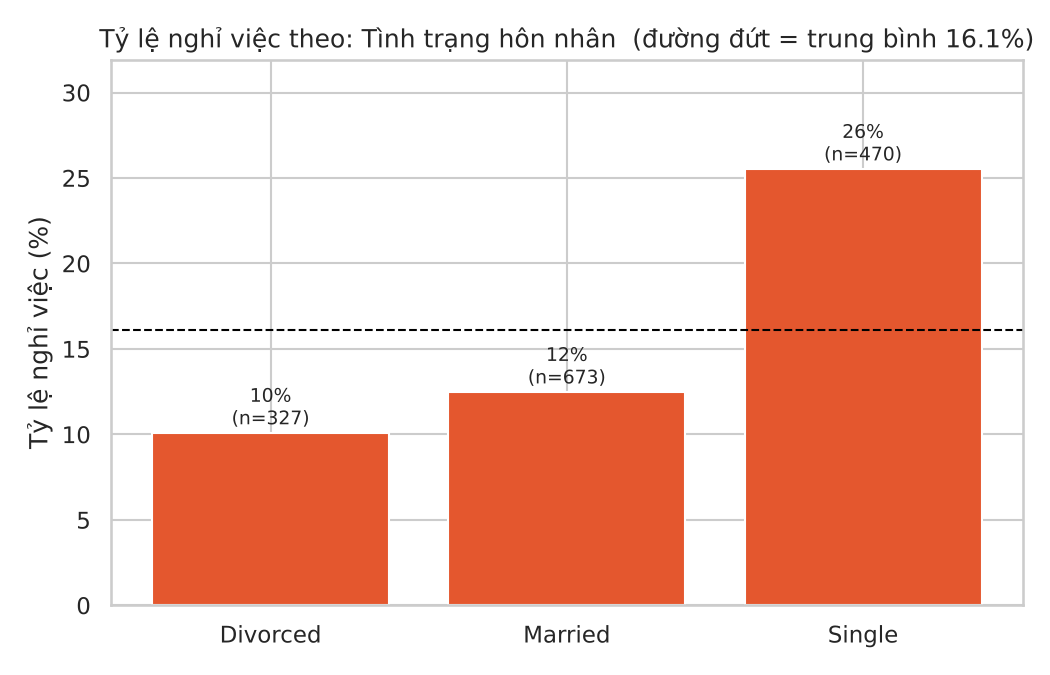 Tỷ lệ nghỉ việc theo: Tình trạng hôn nhân  (đường đứt = trung bình 16.1%)
Tỷ lệ nghỉ việc (%)
30
25
20
15
10
5
0
26%
(n=470)
12%
(n=673)
10%
(n=327)
Divorced
Married
Single